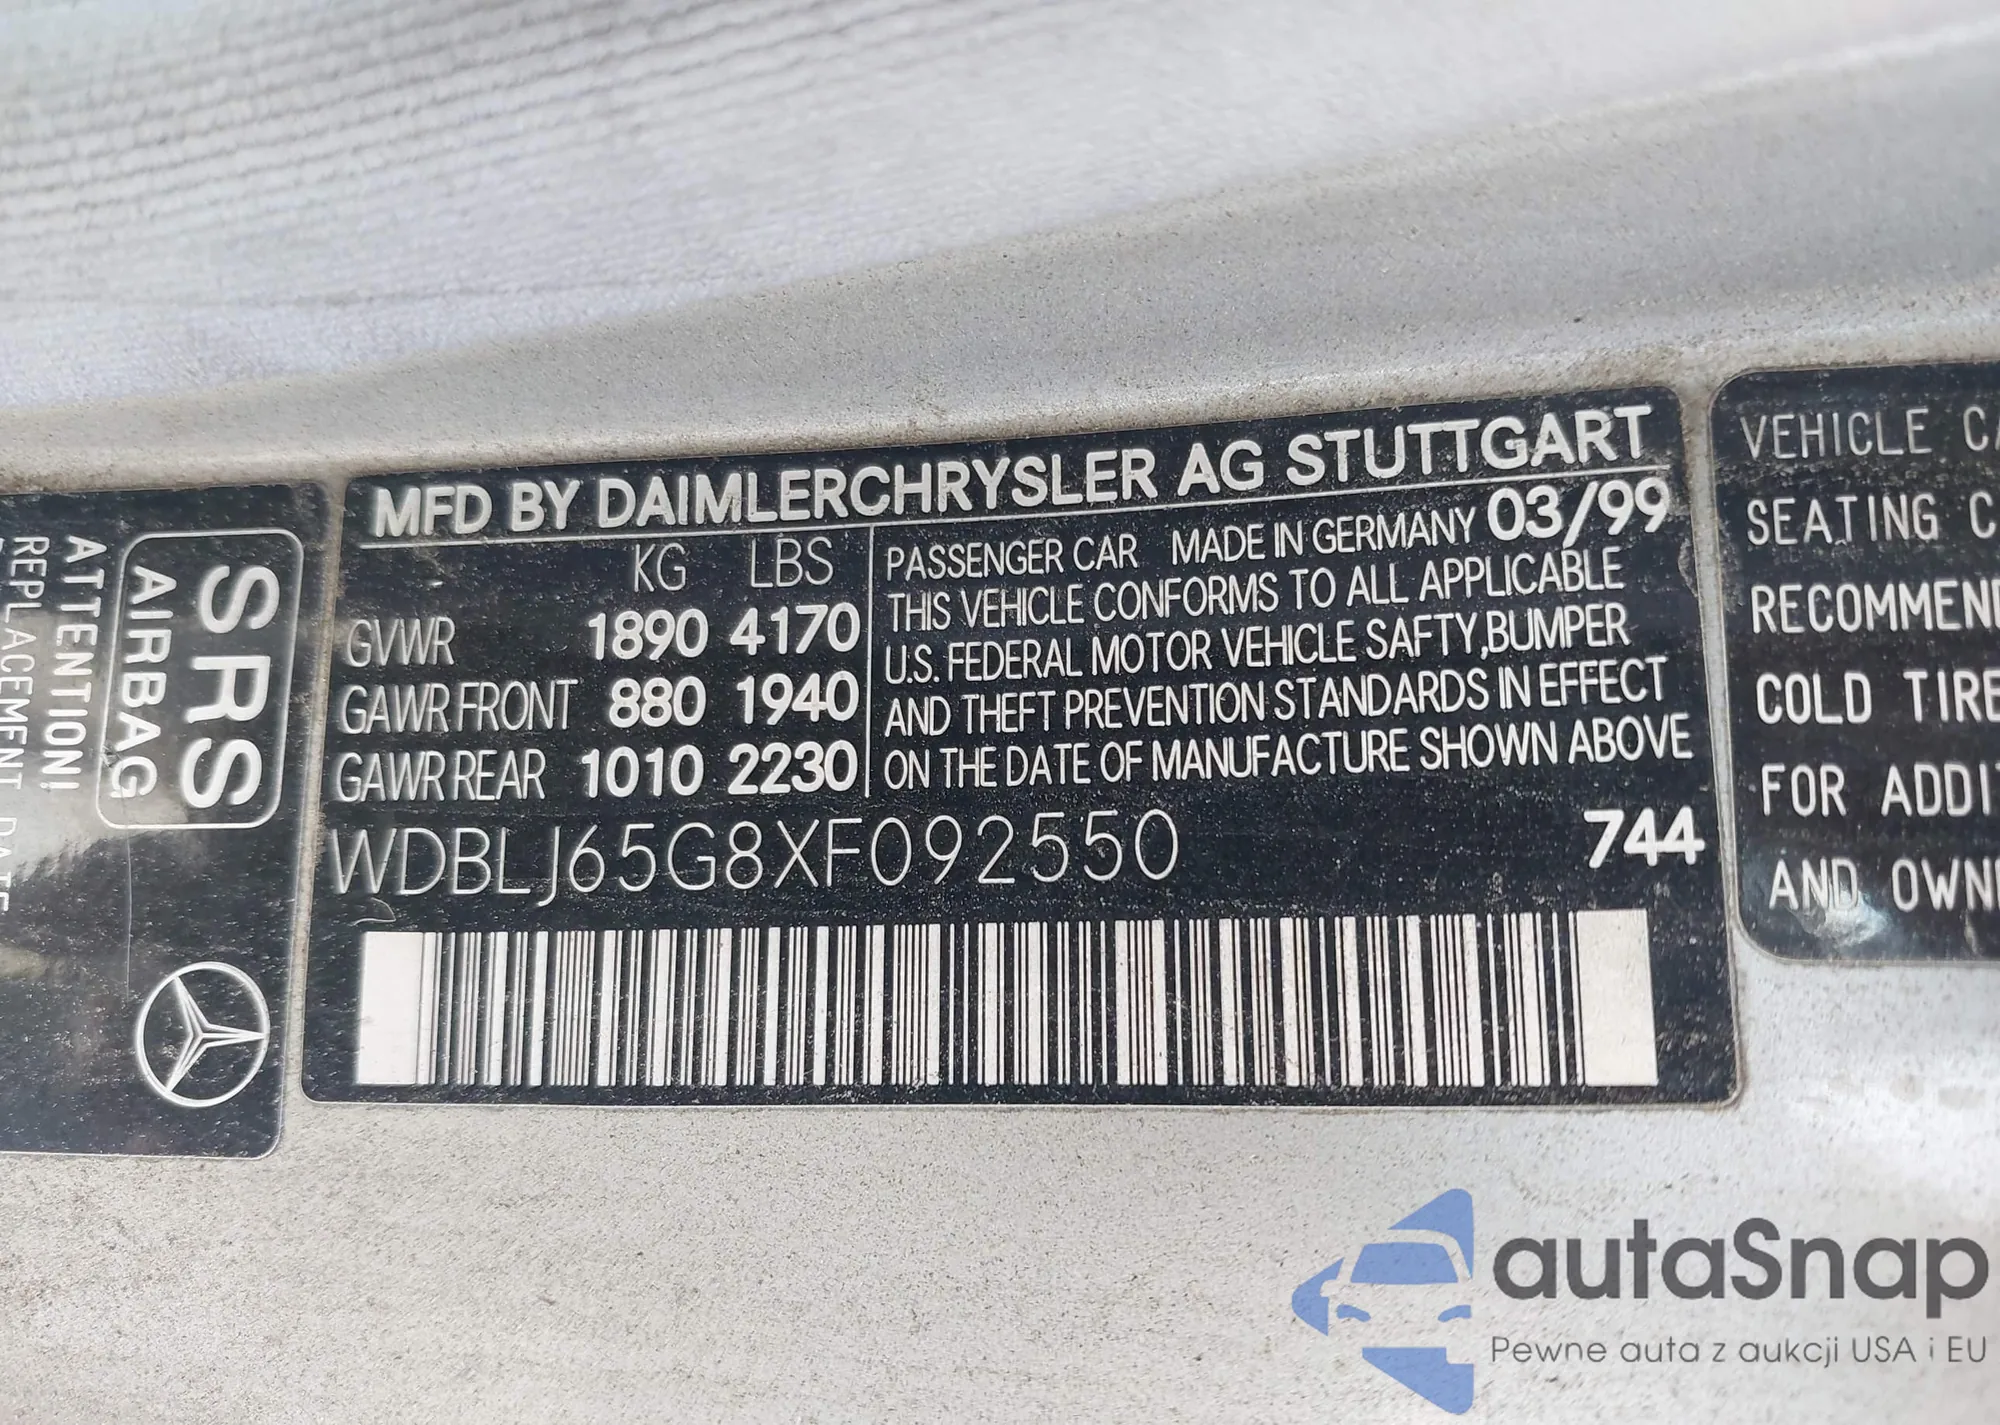 MFD BY DAIMLERCHRYSLER AG STUTTGART
KG LBS
GVWR 1890 4170
GAWR FRONT 880 1940
GAWR REAR 1010 2230
PASSENGER CAR MADE IN GERMANY 03/99
THIS VEHICLE CONFORMS TO ALL APPLICABLE
U.S. FEDERAL MOTOR VEHICLE SAFTY,BUMPER
AND THEFT PREVENTION STANDARDS IN EFFECT
ON THE DATE OF MANUFACTURE SHOWN ABOVE
WDBLJ65G8XF092550 744
SRS
AIRBAG
ATTENTION!
REPLACEMENT DATE
VEHICLE
SEATING
RECOMMEND
COLD TIRE
FOR ADDIT
AND OWN
autaSnap
Pewne auta z aukcji USA i EU